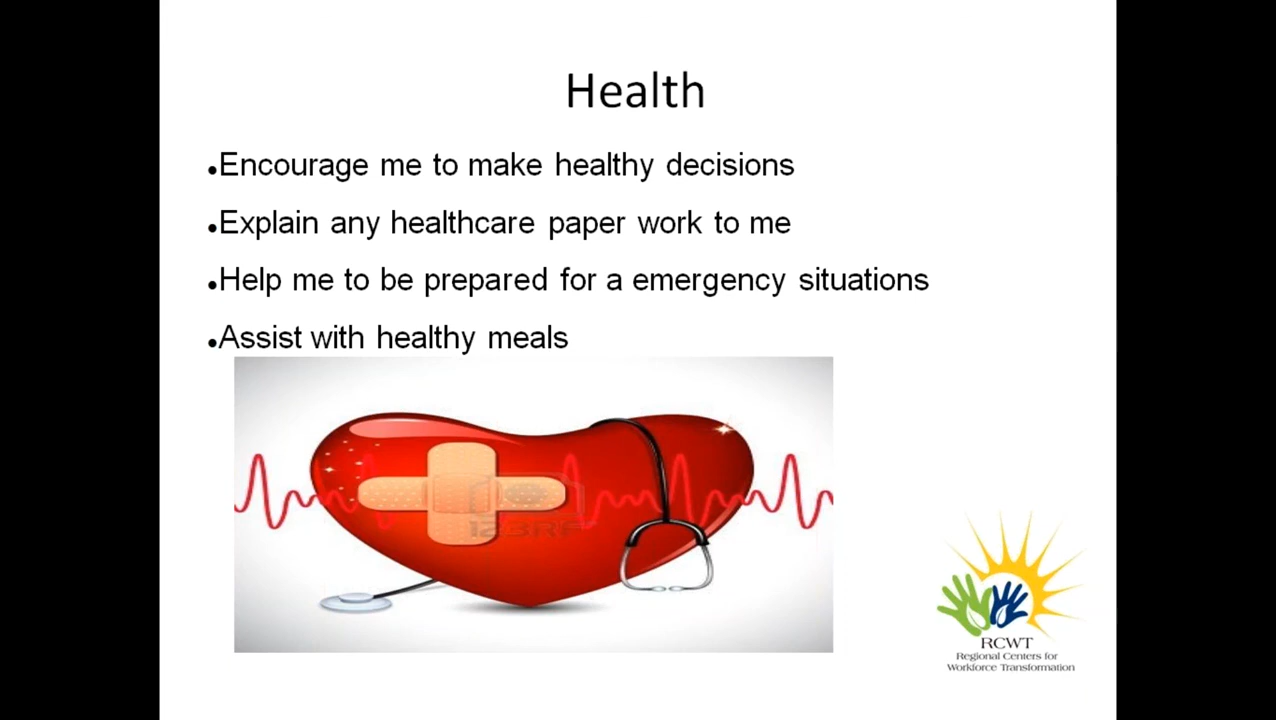 Health
•Encourage me to make healthy decisions
•Explain any healthcare paper work to me
•Help me to be prepared for a emergency situations
•Assist with healthy meals
123RF
RCWT
Regional Centers for
Workforce Transformation